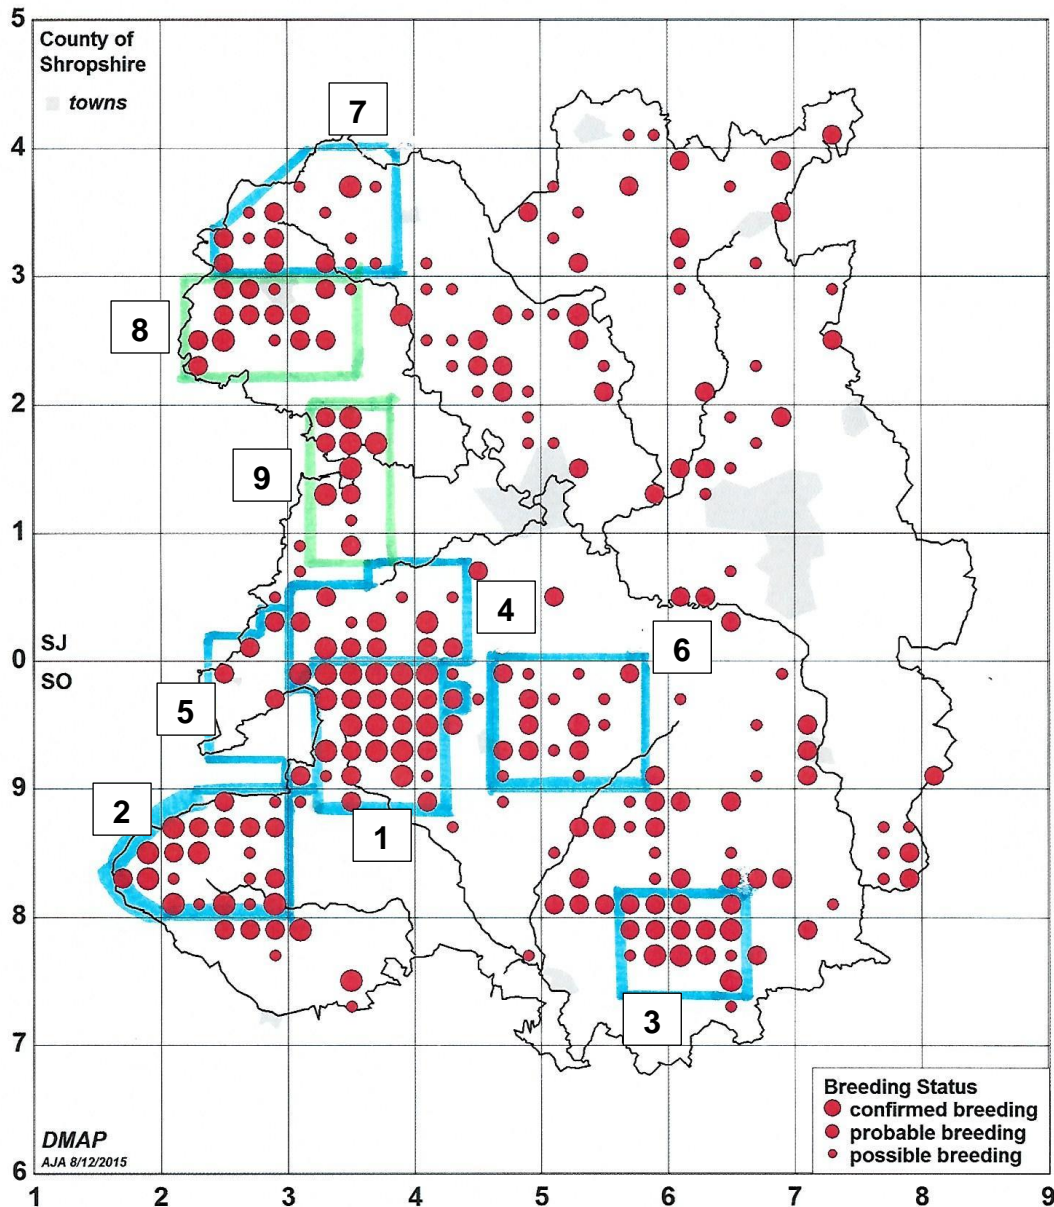 5
County of
Shropshire
towns
7
4
3
8
2
9
1
4
SJ
0
6
SO
5
9
2
1
8
3
7
Breeding Status
confirmed breeding
probable breeding
possible breeding
DMAP
AJA 8/12/2015
6
1 2 3 4 5 6 7 8 9